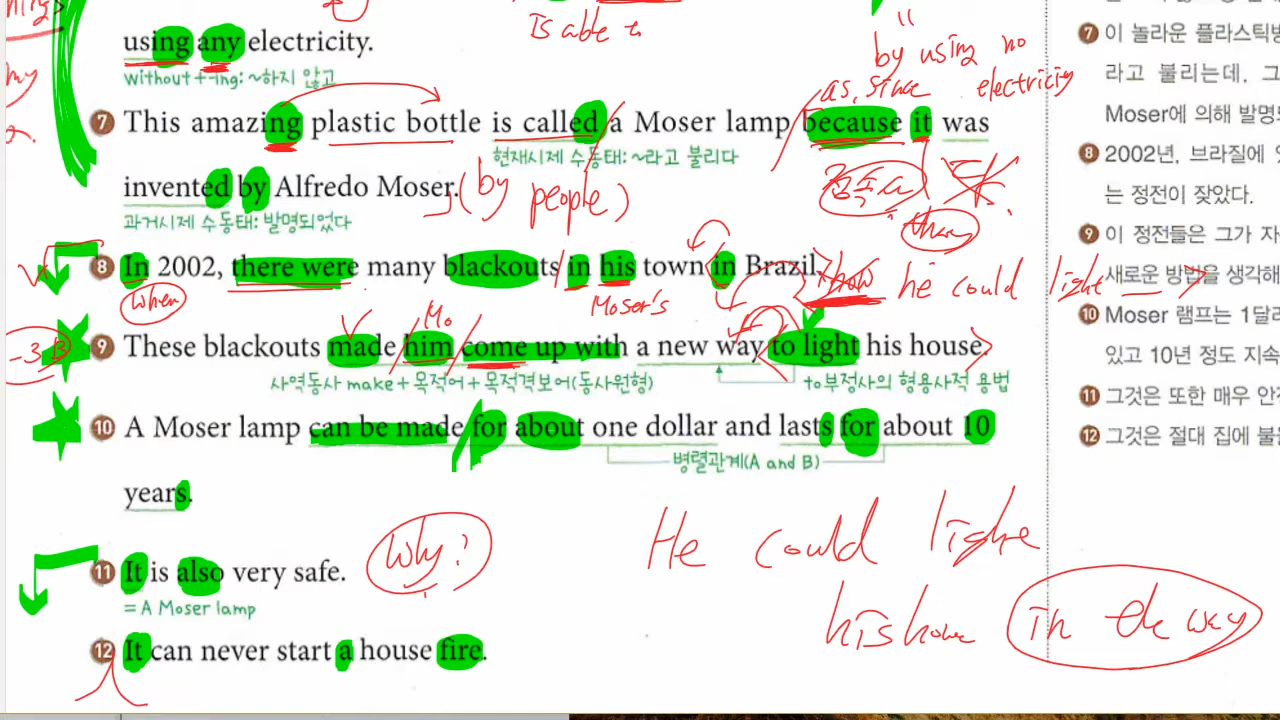 Is able t
"
using any electricity.
by using no
electricity
without + -ing: ~하지 않고
as, since
⑦ This amazing plastic bottle is called a Moser lamp because it was
현재시제 수동태: ~라고 불리다
invented by Alfredo Moser. (by people)
접속사
과거시제 수동태: 발명되었다
they
⑧ In 2002, there were many blackouts in his town in Brazil.
how he could light
when
Moser's
Mo
-3 B
⑨ These blackouts made him come up with a new way to light his house.
사역동사 make + 목적어 + 목적격보어(동사원형)
to부정사의 형용사적 용법
⑩ A Moser lamp can be made for about one dollar and lasts for about 10
병렬관계(A and B)
years.
He could light
his house in the way
Why?
⑪ It is also very safe.
= A Moser lamp
⑫ It can never start a house fire.
⑦ 이 놀라운 플라스틱병
라고 불리는데, 그
Moser에 의해 발명
⑧ 2002년, 브라질에
는 정전이 잦았다.
⑨ 이 정전들은 그가 자
새로운 방법을 생각해
⑩ Moser 램프는 1달러
있고 10년 정도 지속
⑪ 그것은 또한 매우 안전
⑫ 그것은 절대 집에 불